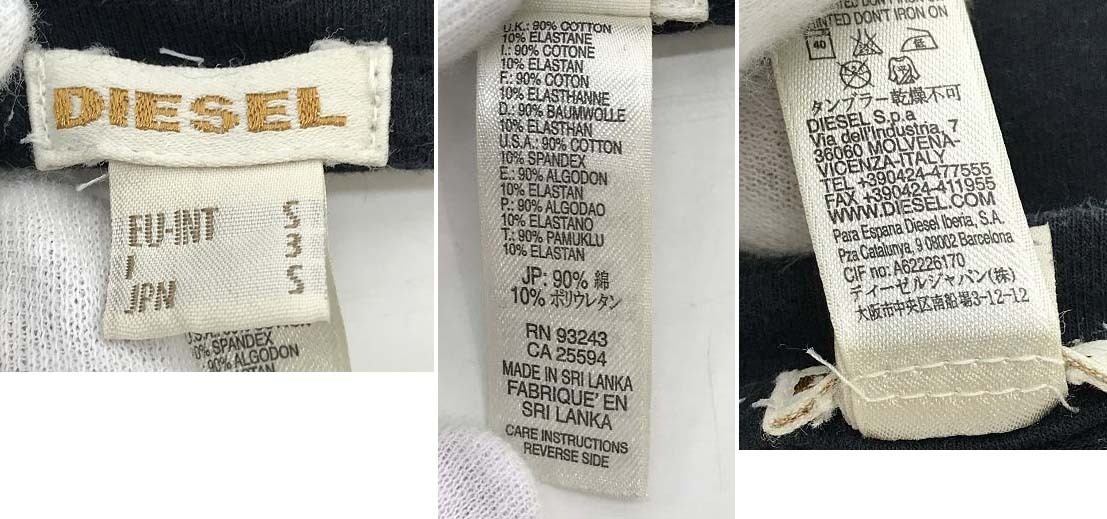 DIESEL
EU-INT S
I 3
JPN S
10% SPANDEX
E.: 90% ALGODON
U.K.: 90% COTTON
10% ELASTANE
I.: 90% COTONE
10% ELASTAN
F.: 90% COTON
10% ELASTHANNE
D.: 90% BAUMWOLLE
10% ELASTHAN
U.S.A.: 90% COTTON
10% SPANDEX
E.: 90% ALGODON
10% ELASTAN
P.: 90% ALGODAO
10% ELASTANO
T.: 90% PAMUKLU
10% ELASTAN
JP: 90% 綿
10% ポリウレタン
RN 93243
CA 25594
MADE IN SRI LANKA
FABRIQUE' EN
SRI LANKA
CARE INSTRUCTIONS
REVERSE SIDE
DON'T IRON ON
40 低
タンブラー乾燥不可
DIESEL S.p.a
Via dell'Industria, 7
36060 MOLVENA-
VICENZA-ITALY
TEL +390424-477555
FAX +390424-411955
WWW.DIESEL.COM
Para Espana Diesel Iberia, S.A.
Pza Catalunya, 9 08002 Barcelona
CIF no: A62226170
ディーゼルジャパン(株)
大阪市中央区南船場3-12-12